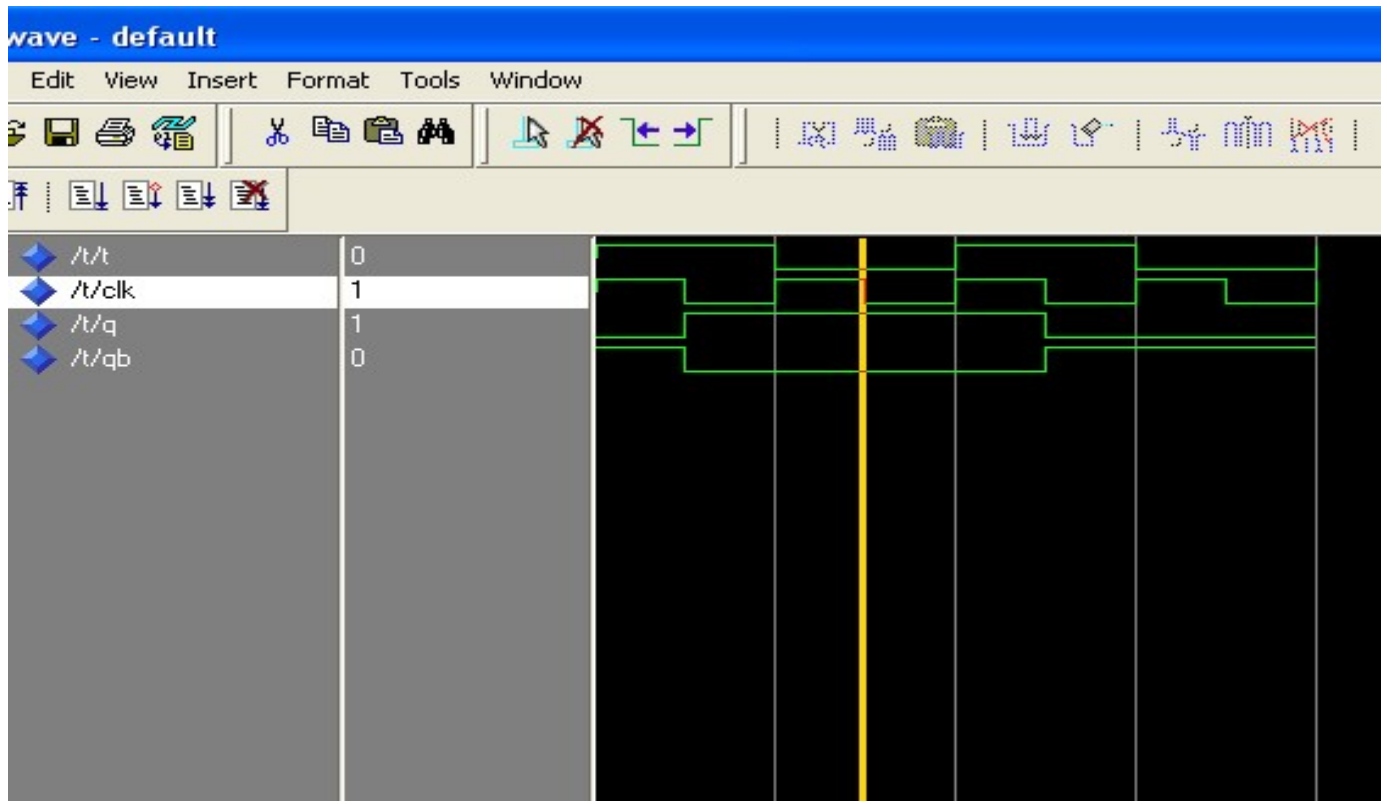 wave - default
Edit View Insert Format Tools Window
/t/t 0
/t/clk 1
/t/q 1
/t/qb 0